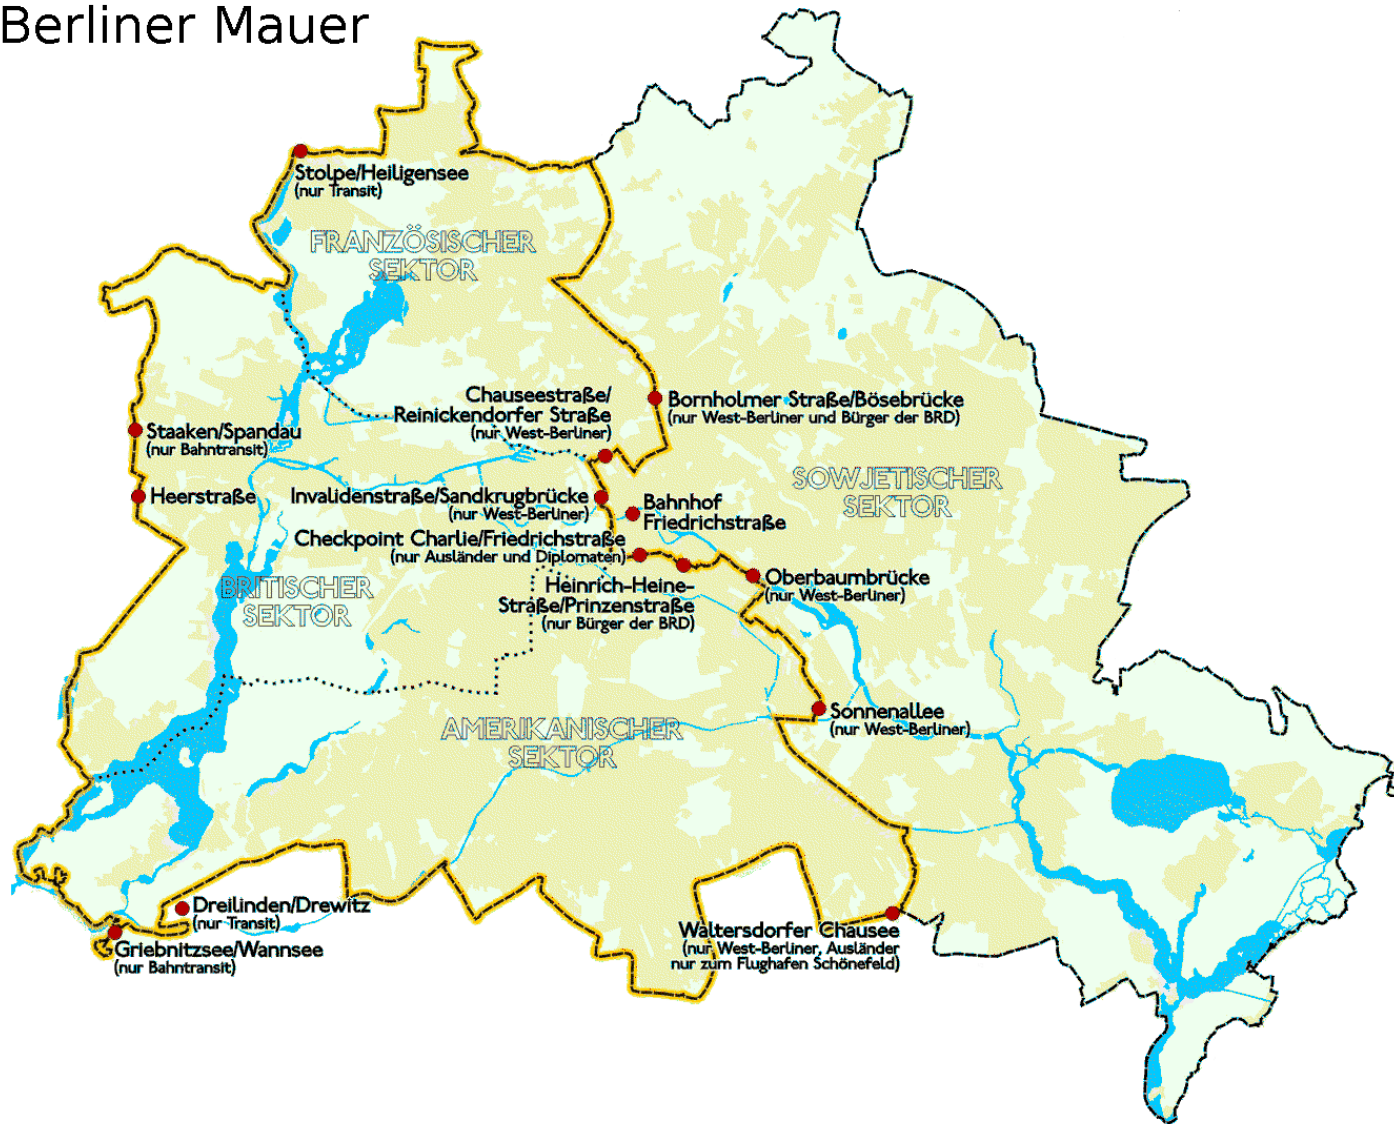 Berliner Mauer
Stolpe/Heiligensee
(nur Transit)
FRANZÖSISCHER
SEKTOR
Chauseestraße/
Reinickendorfer Straße
(nur West-Berliner)
Bornholmer Straße/Bösebrücke
(nur West-Berliner und Bürger der BRD)
Staaken/Spandau
(nur Bahntransit)
Heerstraße
SOWJETISCHER
SEKTOR
Invalidenstraße/Sandkrugbrücke
(nur West-Berliner)
Bahnhof
Friedrichstraße
Checkpoint Charlie/Friedrichstraße
(nur Ausländer und Diplomaten)
BRITISCHER
SEKTOR
Heinrich-Heine-
Straße/Prinzenstraße
(nur Bürger der BRD)
Oberbaumbrücke
(nur West-Berliner)
AMERIKANISCHER
SEKTOR
Sonnenallee
(nur West-Berliner)
Dreilinden/Drewitz
(nur Transit)
Griebnitzsee/Wannsee
(nur Bahntransit)
Waltersdorfer Chausee
(nur West-Berliner, Ausländer
nur zum Flughafen Schönefeld)